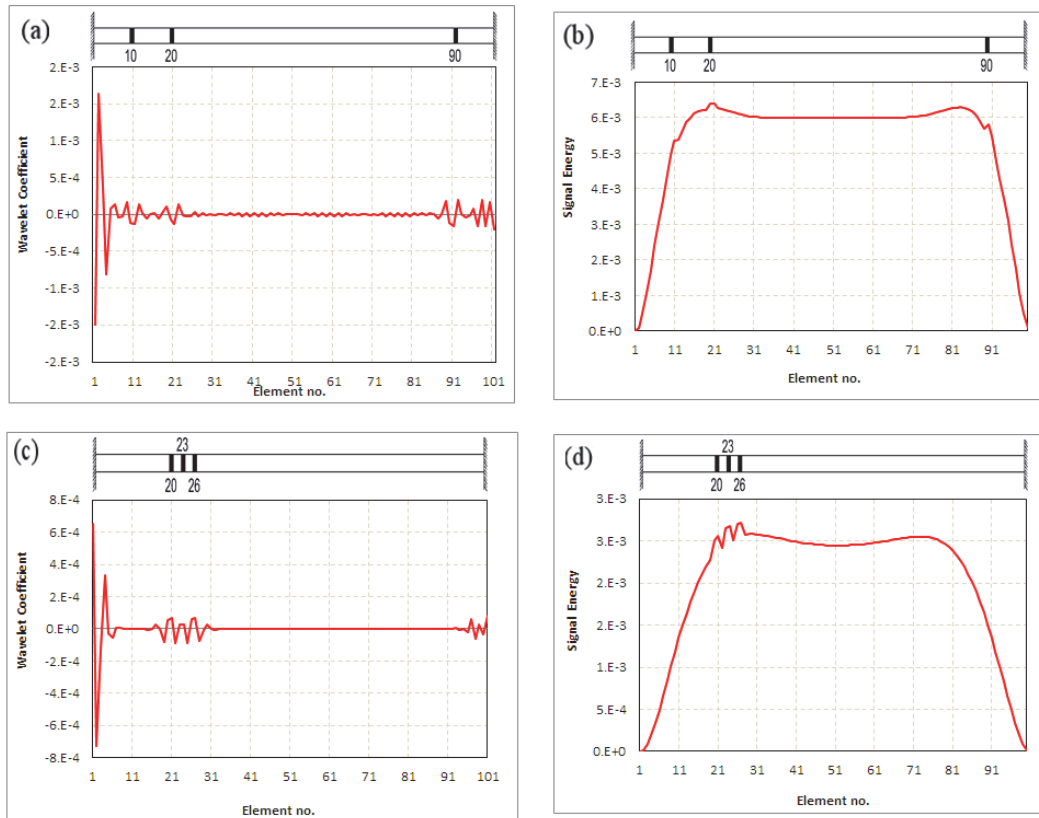 (a)
10 20 90
2.E-3
2.E-3
1.E-3
5.E-4
0.E+0
-5.E-4
-1.E-3
-2.E-3
-2.E-3
Wavelet Coefficient
1 11 21 31 41 51 61 71 81 91 101
Element no.
(b)
10 20 90
7.E-3
6.E-3
5.E-3
4.E-3
3.E-3
2.E-3
1.E-3
0.E+0
Signal Energy
1 11 21 31 41 51 61 71 81 91
Element no.
(c)
23
20 26
8.E-4
6.E-4
4.E-4
2.E-4
0.E+0
-2.E-4
-4.E-4
-6.E-4
-8.E-4
Wavelet Coefficient
1 11 21 31 41 51 61 71 81 91 101
Element no.
(d)
23
20 26
3.E-3
3.E-3
2.E-3
2.E-3
1.E-3
5.E-4
0.E+0
Signal Energy
1 11 21 31 41 51 61 71 81 91
Element no.